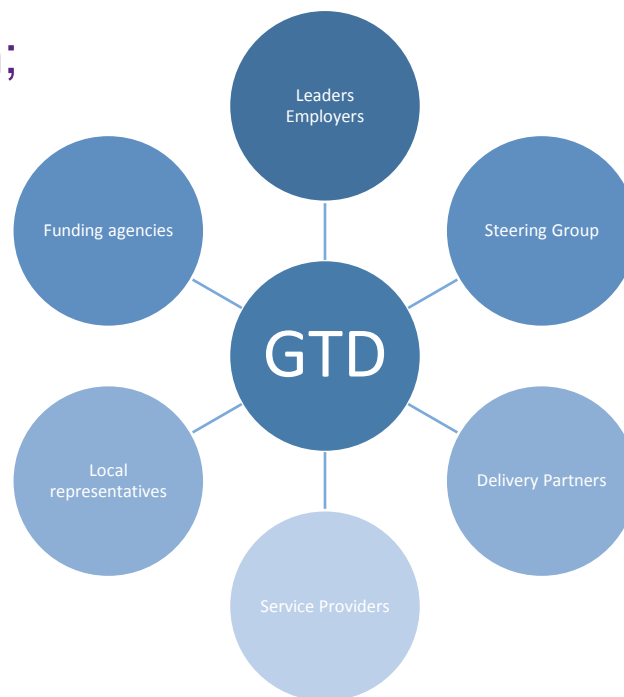 ;
Leaders
Employers
Funding agencies
Steering Group
GTD
Local
representatives
Delivery Partners
Service Providers